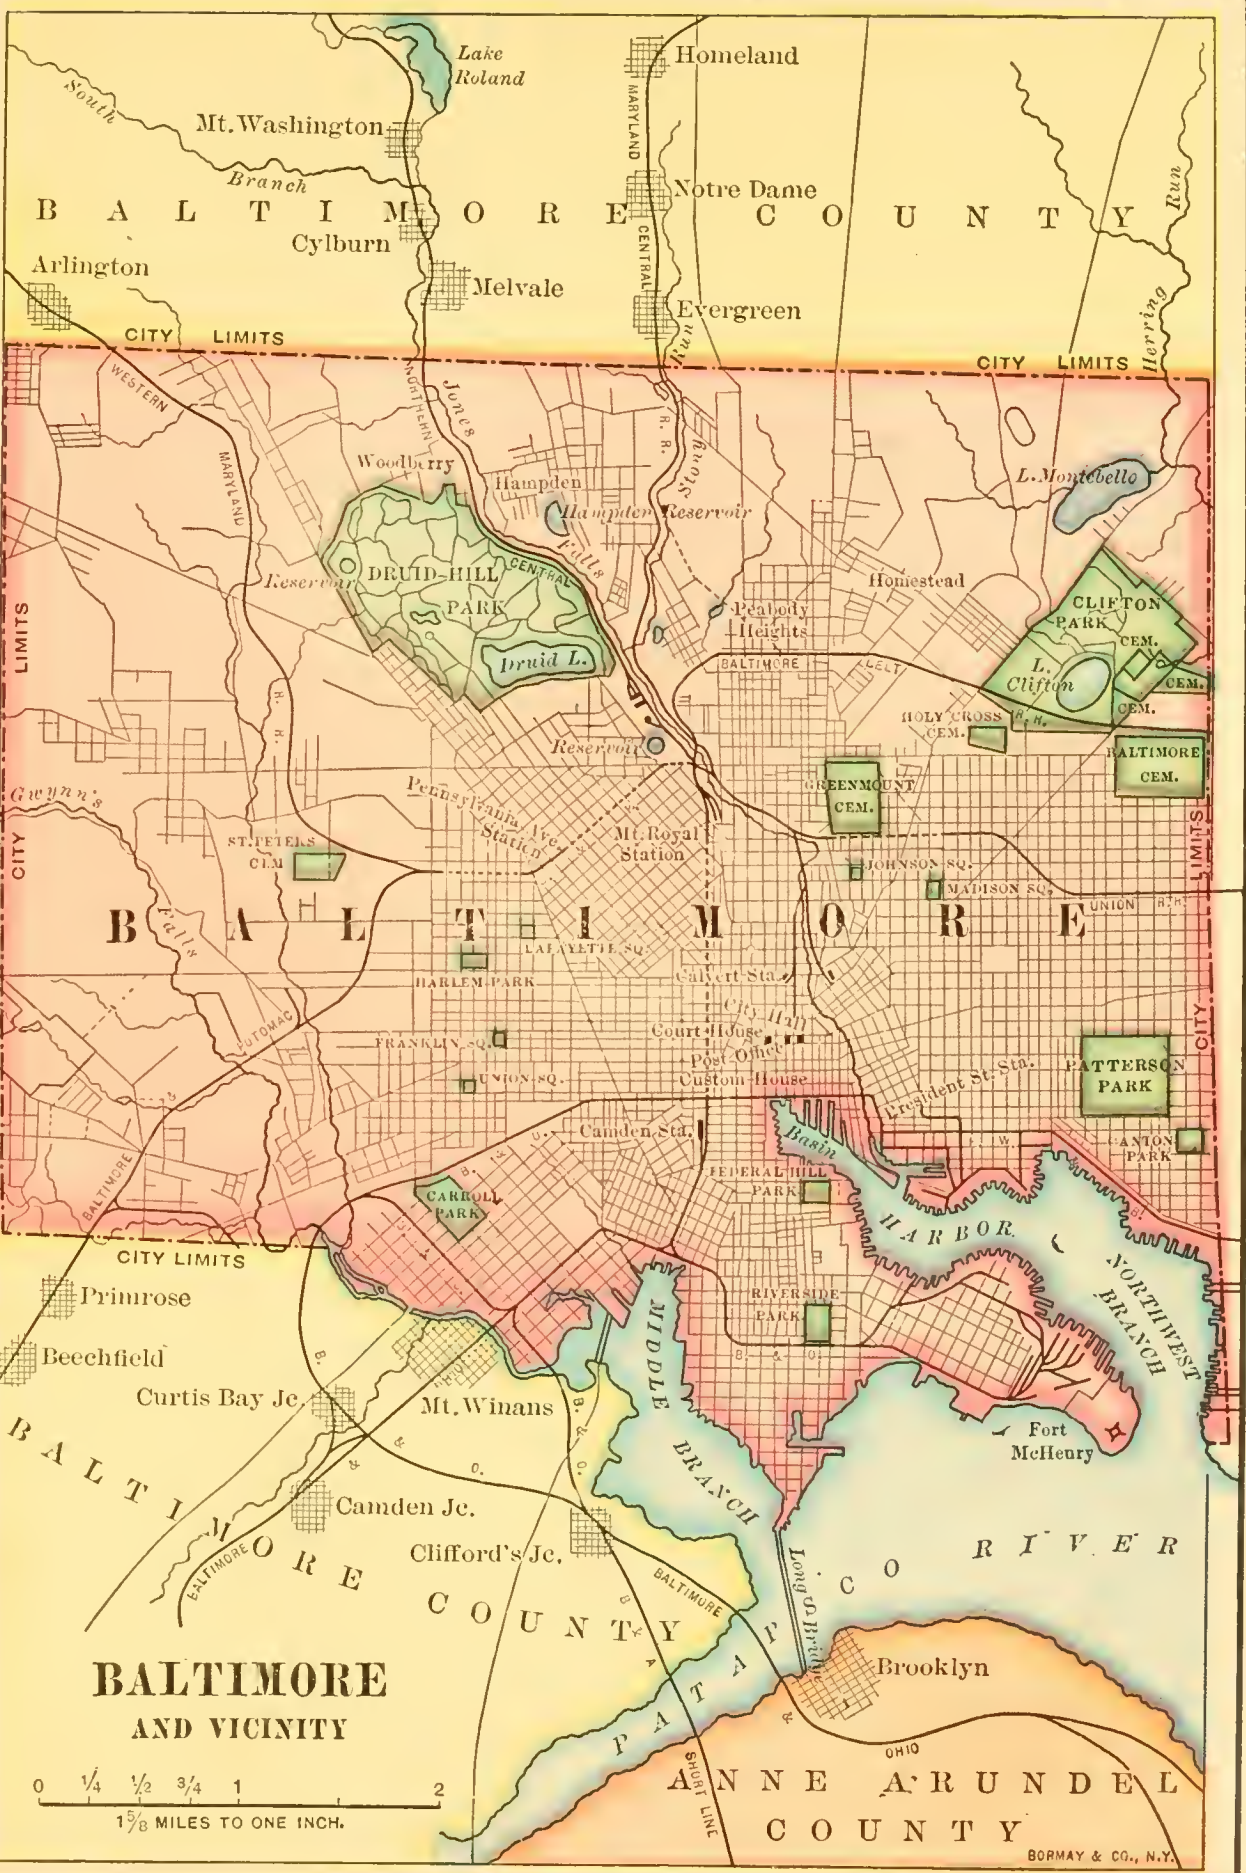 Lake
Roland
Homeland
South
Mt. Washington
MARYLAND
Branch
Notre Dame
Run
BALTIMORE COUNTY
Cylburn
CENTRAL
Arlington
Melvale
Evergreen
Run
Herring
CITY LIMITS
CITY LIMITS
WESTERN
NORTHERN
Jones
R. R.
Stony
MARYLAND
Woodberry
Hampden
L. Montebello
Hampden Reservoir
Falls
Reservoir
DRUID HILL
PARK
CENTRAL
Homestead
CLIFTON
PARK
CEM.
LIMITS
Peabody
Heights
Druid L.
BALTIMORE BELT
R. R.
L.
Clifton
CEM.
CEM.
R. R.
HOLY CROSS
CEM.
Reservoir
BALTIMORE
CEM.
Gwynn's
Pennsylvania Ave.
Station
GREENMOUNT
CEM.
CITY
LIMITS
ST. PETERS
CEM
Mt. Royal
Station
JOHNSON SQ.
MADISON SQ.
UNION R. R.
BALTIMORE
Falls
LAFAYETTE SQ.
HARLEM PARK
Calvert Sta.
City Hall
Court House
Post Office
Custom House
CITY
POTOMAC
FRANKLIN SQ.
UNION SQ.
PATTERSON
PARK
President St. Sta.
Camden Sta.
Basin
CANTON
PARK
BALTIMORE
FEDERAL HILL
PARK
CARROLL
PARK
HARBOR
CITY LIMITS
NORTHWEST
BRANCH
Primrose
MIDDLE
BRANCH
RIVERSIDE
PARK
B. & O.
Beechfield
Curtis Bay Jc.
Mt. Winans
B. & O.
B. & O.
Fort
McHenry
BALTIMORE COUNTY
&
Camden Jc.
Clifford's Jc.
BALTIMORE
BALTIMORE
&
OHIO
B & A
SHORT LINE
Long Bridge
PATAPSCO RIVER
Brooklyn
BALTIMORE
AND VICINITY
0 1/4 1/2 3/4 1 2
1 5/8 MILES TO ONE INCH.
ANNE ARUNDEL
COUNTY
BORMAY & CO., N.Y.